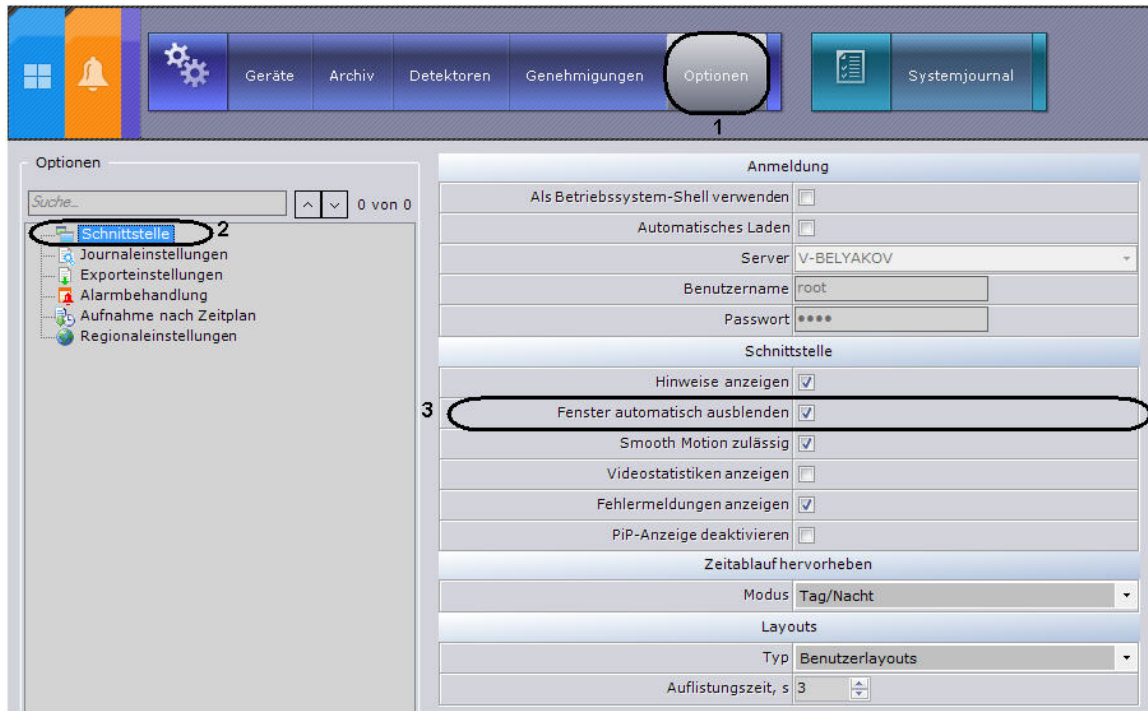 Geräte Archiv Detektoren Genehmigungen Optionen Systemjournal
1
Optionen
Suche...
0 von 0
Schnittstelle
2
Journaleinstellungen
Exporteinstellungen
Alarmbehandlung
Aufnahme nach Zeitplan
Regionaleinstellungen
Anmeldung
Als Betriebssystem-Shell verwenden
Automatisches Laden
Server V-BELYAKOV
Benutzername root
Passwort ••••
Schnittstelle
Hinweise anzeigen
3 Fenster automatisch ausblenden
Smooth Motion zulässig
Videostatistiken anzeigen
Fehlermeldungen anzeigen
PiP-Anzeige deaktivieren
Zeitablauf hervorheben
Modus Tag/Nacht
Layouts
Typ Benutzerlayouts
Auflistungszeit, s 3